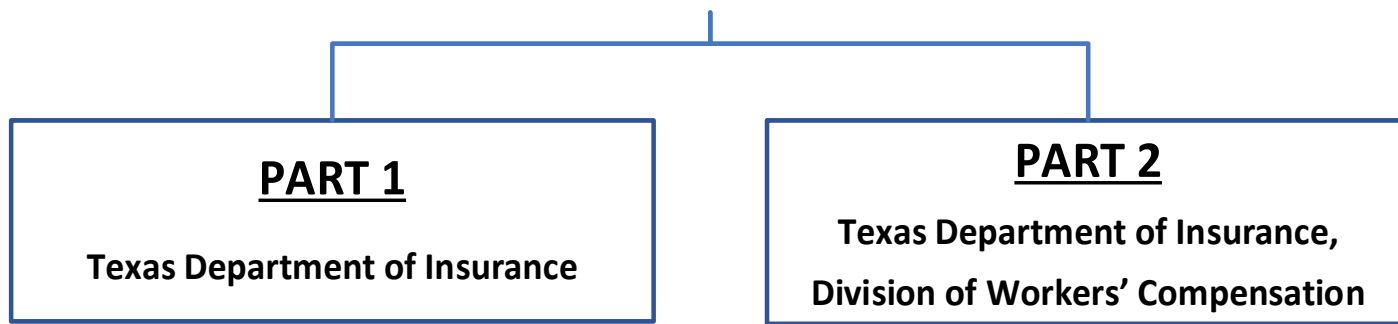 PART 1
Texas Department of Insurance
PART 2
Texas Department of Insurance,
Division of Workers’ Compensation